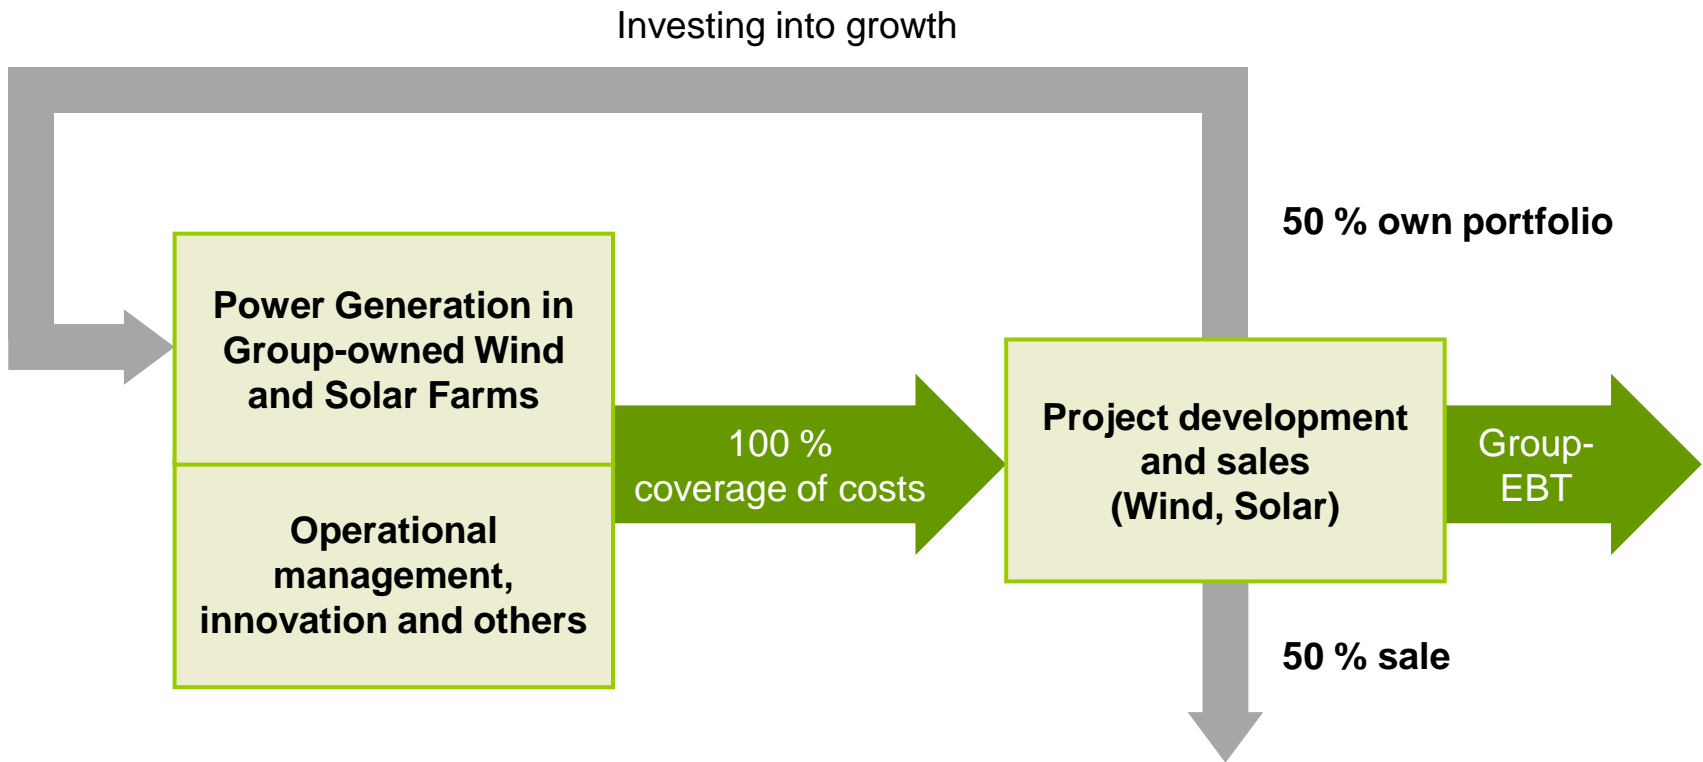 Investing into growth
50 % own portfolio
Power Generation in
Group-owned Wind
and Solar Farms
Operational
management,
innovation and others
100 %
coverage of costs
Project development
and sales
(Wind, Solar)
Group-
EBT
50 % sale